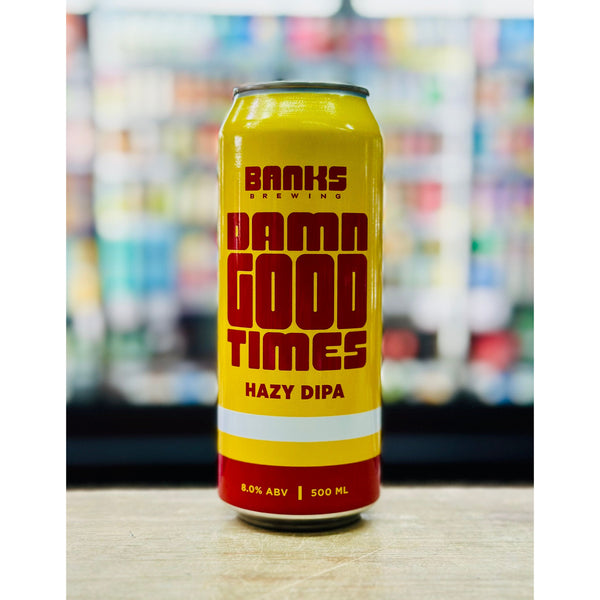 BANKS
BREWING
DAMN
GOOD
TIMES
HAZY DIPA
8.0% ABV | 500 ML